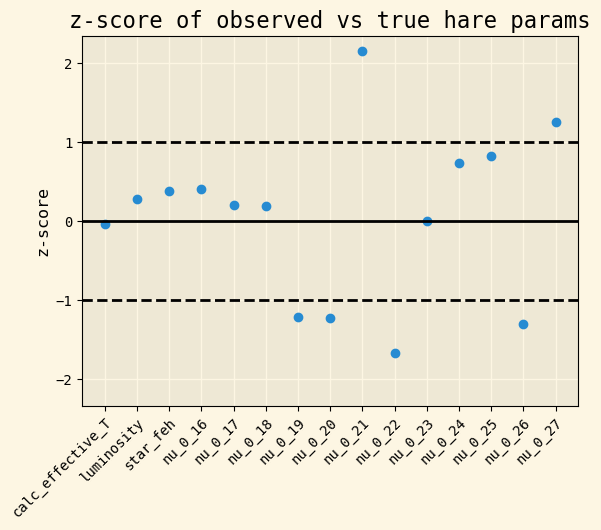 z-score of observed vs true hare params
z-score
2
1
0
−1
−2
calc_effective_T
luminosity
star_feh
nu_0_16
nu_0_17
nu_0_18
nu_0_19
nu_0_20
nu_0_21
nu_0_22
nu_0_23
nu_0_24
nu_0_25
nu_0_26
nu_0_27